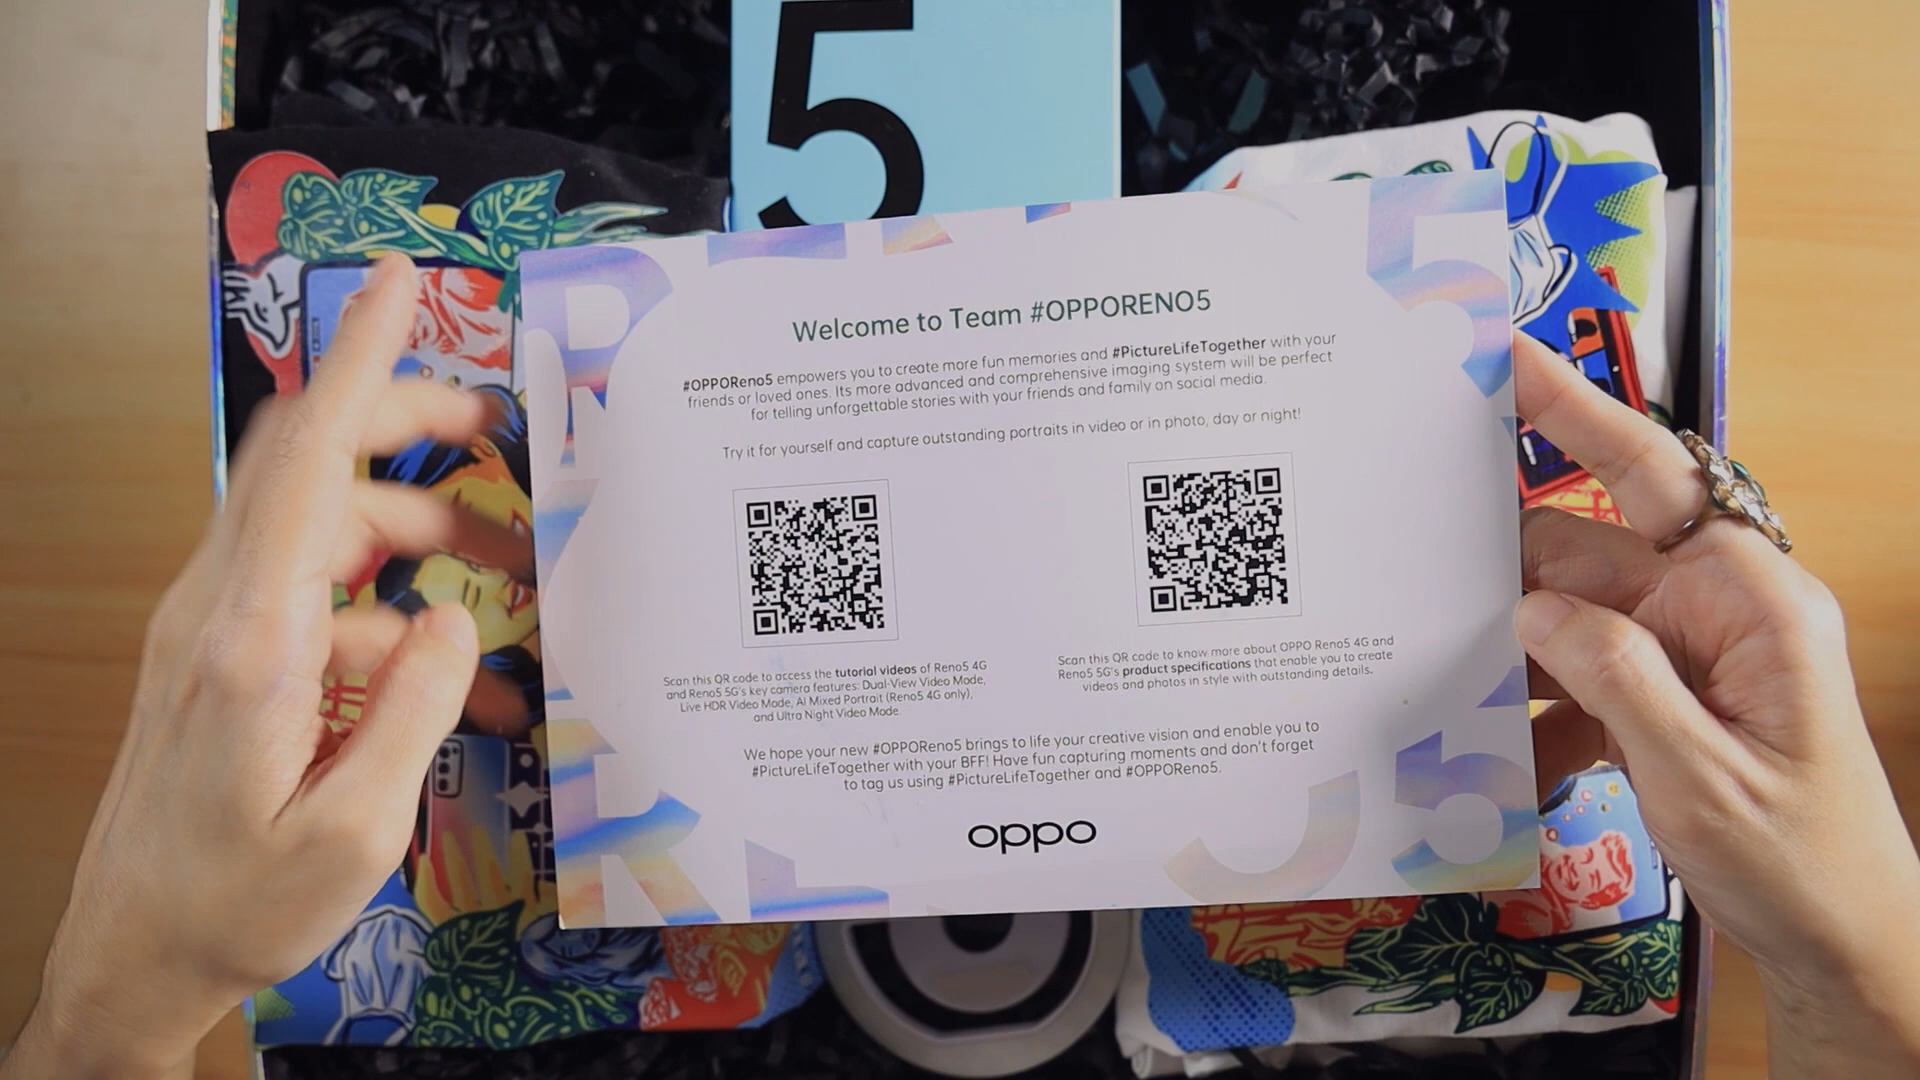 5
Welcome to Team #OPPORENO5
#OPPOReno5 empowers you to create more fun memories and #PictureLifeTogether with your
friends or loved ones. Its more advanced and comprehensive imaging system will be perfect
for telling unforgettable stories with your friends and family on social media.
Try it for yourself and capture outstanding portraits in video or in photo, day or night!
Scan this QR code to access the tutorial videos of Reno5 4G
and Reno5 5G's key camera features: Dual-View Video Mode,
Live HDR Video Mode, AI Mixed Portrait (Reno5 4G only),
and Ultra Night Video Mode.
Scan this QR code to know more about OPPO Reno5 4G and
Reno5 5G's product specifications that enable you to create
videos and photos in style with outstanding details.
We hope your new #OPPOReno5 brings to life your creative vision and enable you to
#PictureLifeTogether with your BFF! Have fun capturing moments and don't forget
to tag us using #PictureLifeTogether and #OPPOReno5.
oppo